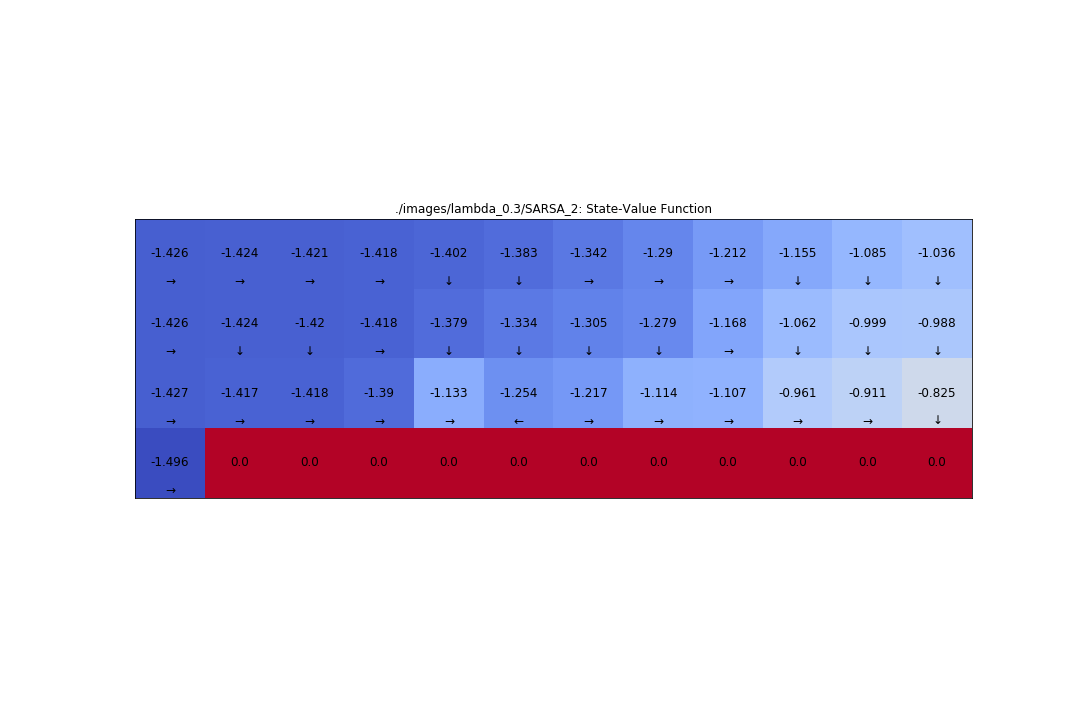 ./images/lambda_0.3/SARSA_2: State-Value Function
-1.426 -1.424 -1.421 -1.418 -1.402 -1.383 -1.342 -1.29 -1.212 -1.155 -1.085 -1.036
→ → → → ↓ ↓ → → → ↓ ↓ ↓
-1.426 -1.424 -1.42 -1.418 -1.379 -1.334 -1.305 -1.279 -1.168 -1.062 -0.999 -0.988
→ ↓ ↓ → ↓ ↓ ↓ ↓ → ↓ ↓ ↓
-1.427 -1.417 -1.418 -1.39 -1.133 -1.254 -1.217 -1.114 -1.107 -0.961 -0.911 -0.825
→ → → → → ← → → → → → ↓
-1.496 0.0 0.0 0.0 0.0 0.0 0.0 0.0 0.0 0.0 0.0 0.0
→